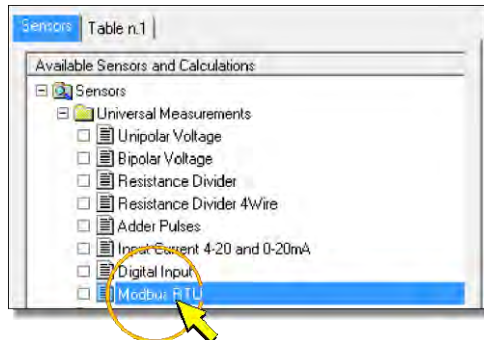 Sensors Table n.1
Available Sensors and Calculations
Sensors
Universal Measurements
Unipolar Voltage
Bipolar Voltage
Resistance Divider
Resistance Divider 4Wire
Adder Pulses
Input Current 4-20 and 0-20mA
Digital Input
Modbus RTU